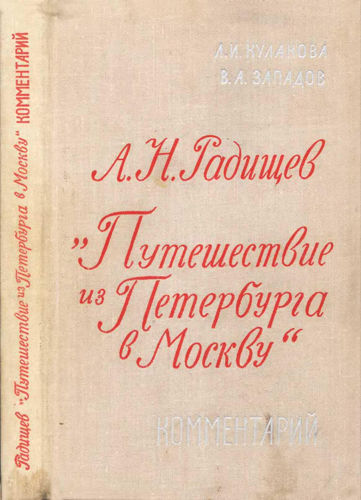 Радищев „Путешествие из Петербурга в Москву“ КОММЕНТАРИЙ
Л.И. КУЛАКОВА
В.А. ЗАПАДОВ
А. Н. Радищев
„Путешествие
из Петербурга
в Москву“
КОММЕНТАРИЙ